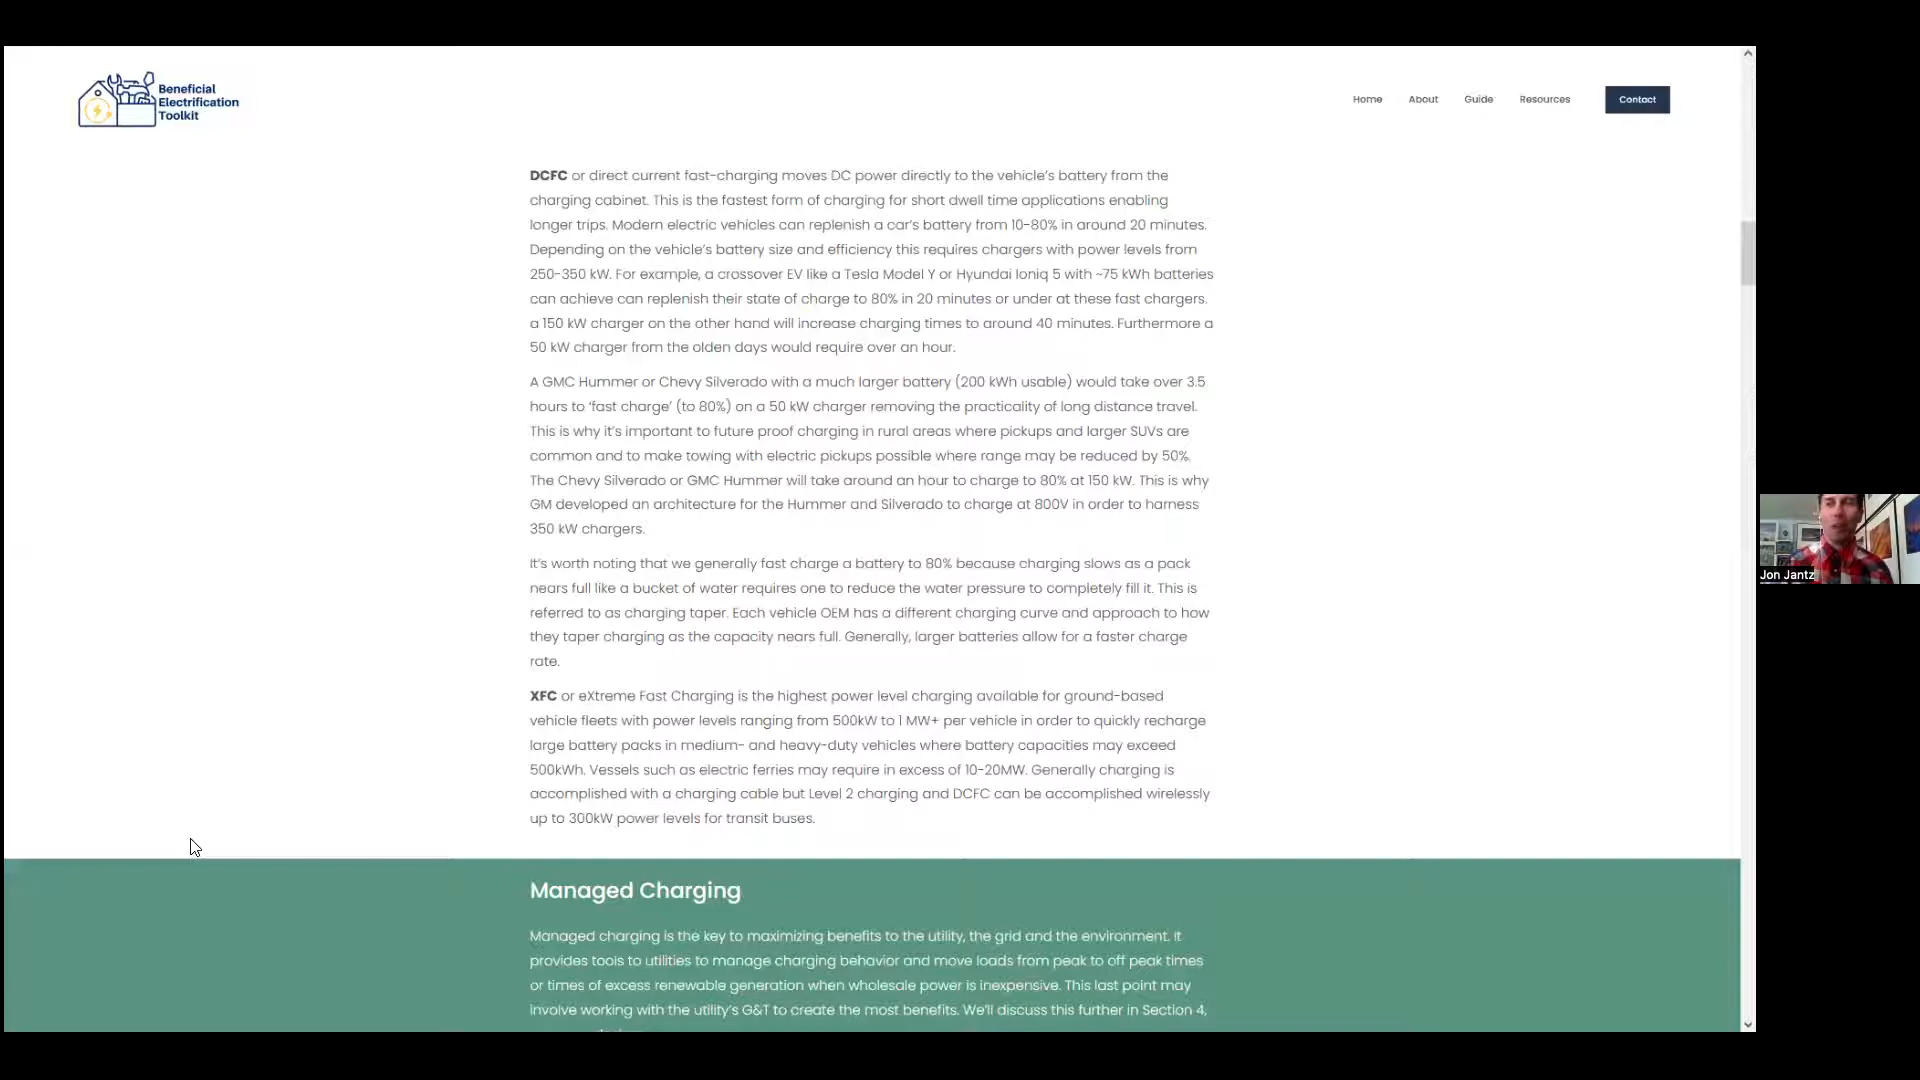 Beneficial
Electrification
Toolkit
Home About Guide Resources Contact
DCFC or direct current fast-charging moves DC power directly to the vehicle's battery from the
charging cabinet. This is the fastest form of charging for short dwell time applications enabling
longer trips. Modern electric vehicles can replenish a car's battery from 10-80% in around 20 minutes.
Depending on the vehicle's battery size and efficiency this requires chargers with power levels from
250-350 kW. For example, a crossover EV like a Tesla Model Y or Hyundai Ioniq 5 with ~75 kWh batteries
can achieve can replenish their state of charge to 80% in 20 minutes or under at these fast chargers.
a 150 kW charger on the other hand will increase charging times to around 40 minutes. Furthermore a
50 kW charger from the olden days would require over an hour.
A GMC Hummer or Chevy Silverado with a much larger battery (200 kWh usable) would take over 3.5
hours to 'fast charge' (to 80%) on a 50 kW charger removing the practicality of long distance travel.
This is why it's important to future proof charging in rural areas where pickups and larger SUVs are
common and to make towing with electric pickups possible where range may be reduced by 50%.
The Chevy Silverado or GMC Hummer will take around an hour to charge to 80% at 150 kW. This is why
GM developed an architecture for the Hummer and Silverado to charge at 800V in order to harness
350 kW chargers.
It's worth noting that we generally fast charge a battery to 80% because charging slows as a pack
nears full like a bucket of water requires one to reduce the water pressure to completely fill it. This is
referred to as charging taper. Each vehicle OEM has a different charging curve and approach to how
they taper charging as the capacity nears full. Generally, larger batteries allow for a faster charge
rate.
XFC or eXtreme Fast Charging is the highest power level charging available for ground-based
vehicle fleets with power levels ranging from 500kW to 1 MW+ per vehicle in order to quickly recharge
large battery packs in medium- and heavy-duty vehicles where battery capacities may exceed
500kWh. Vessels such as electric ferries may require in excess of 10-20MW. Generally charging is
accomplished with a charging cable but Level 2 charging and DCFC can be accomplished wirelessly
up to 300kW power levels for transit buses.
Jon Jantz
Managed Charging
Managed charging is the key to maximizing benefits to the utility, the grid and the environment. It
provides tools to utilities to manage charging behavior and move loads from peak to off peak times
or times of excess renewable generation when wholesale power is inexpensive. This last point may
involve working with the utility's G&T to create the most benefits. We'll discuss this further in Section 4,